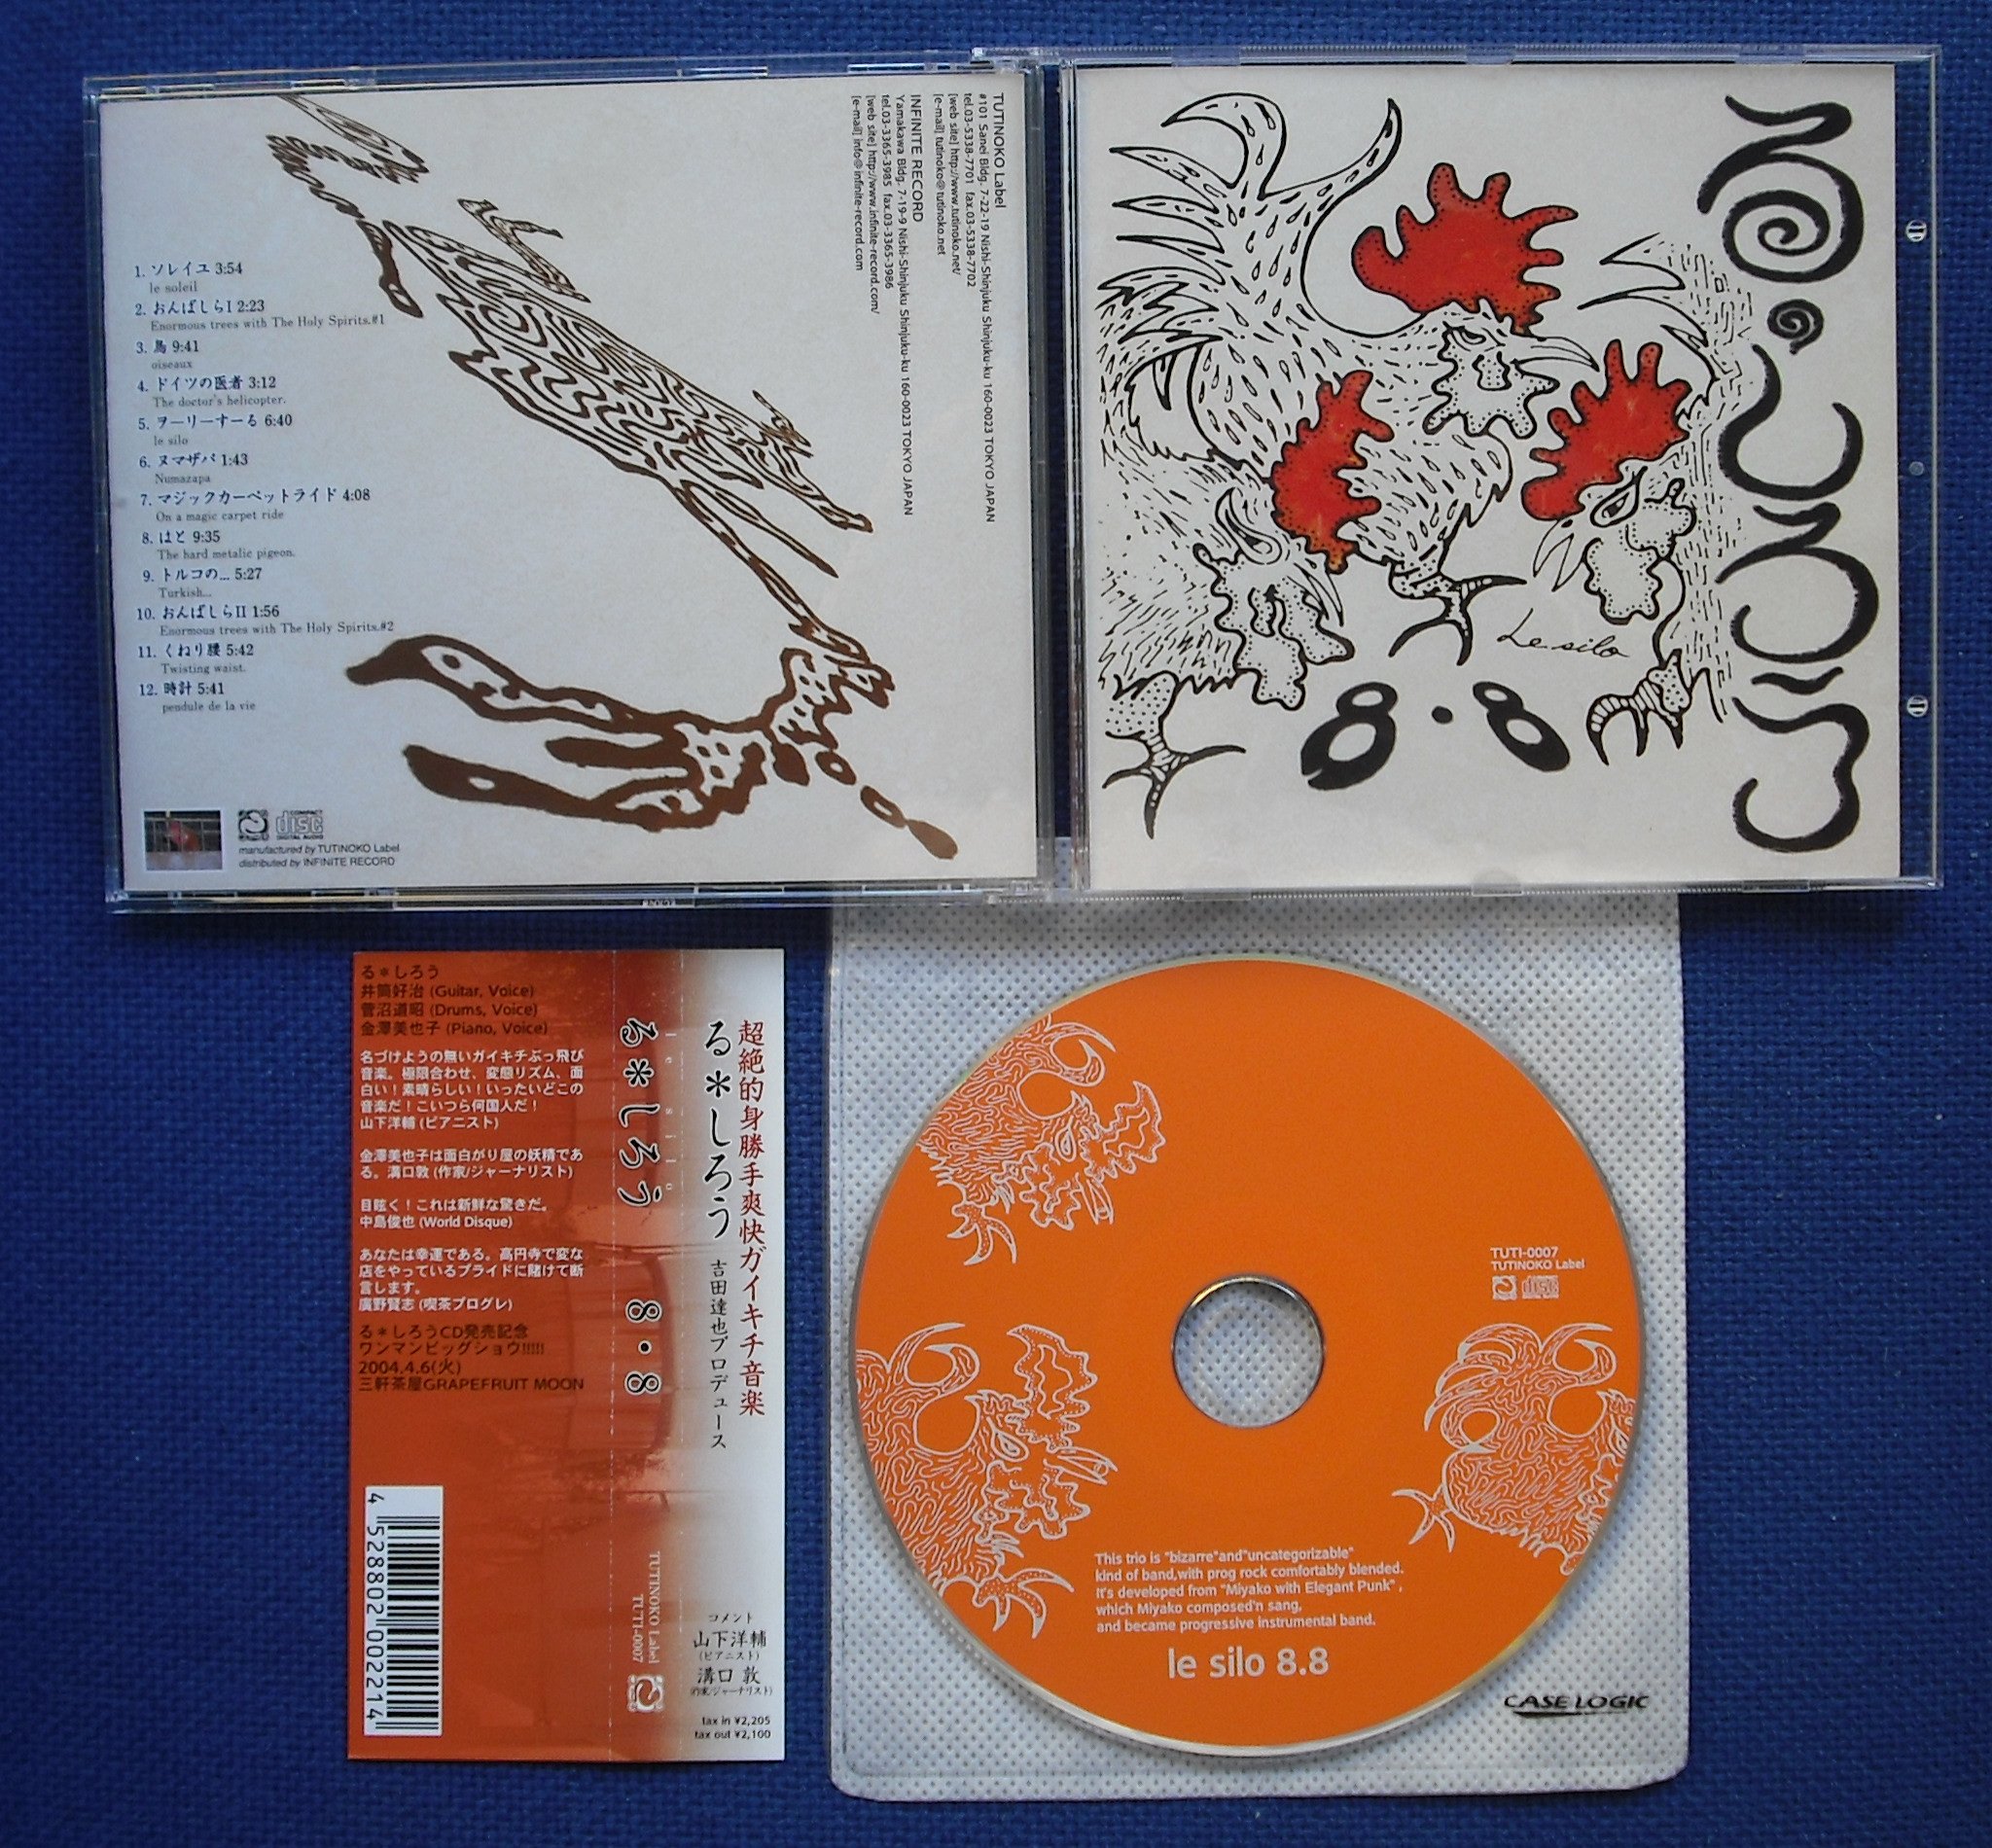 TUTINOKO Label
#101 Sanei Bldg. 7-22-19 Nishi-Shinjuku Shinjuku-ku 160-0023 TOKYO JAPAN
tel.03-5338-7701 fax.03-5338-7702
[web site] http://www.tutinoko.net/
[e-mail] tutinoko@tutinoko.net
INFINITE RECORD
Yamakawa Bldg. 7-19-9 Nishi-Shinjuku Shinjuku-ku 160-0023 TOKYO JAPAN
tel.03-3365-3985 fax.03-3365-3986
[web site] http://www.infinite-record.com/
[e-mail] info@infinite-record.com
1. ソレイユ 3:54
le soleil
2. おんばしらI 2:23
Enormous trees with The Holy Spirits.#1
3. 鳥 9:41
oiseaux
4. ドイツの医者 3:12
The doctor's helicopter.
5. ヲーリーすーる 6:40
le silo
6. ヌマザパ 1:43
Numazapa
7. マジックカーペットライド 4:08
On a magic carpet ride
8. はと 9:35
The hard metalic pigeon.
9. トルコの... 5:27
Turkish...
10. おんばしらII 1:56
Enormous trees with The Holy Spirits.#2
11. くねり腰 5:42
Twisting waist.
12. 時計 5:41
pendule de la vie
COMPACT
disc
DIGITAL AUDIO
manufactured by TUTINOKO Label
distributed by INFINITE RECORD
る・しろう
Le silo
8・8
る＊しろう
井筒好治 (Guitar, Voice)
菅沼道昭 (Drums, Voice)
金澤美也子 (Piano, Voice)
名づけようの無いガイキチぶっ飛び
音楽。極限合わせ、変態リズム、面
白い！素晴らしい！いったいどこの
音楽だ！こいつら何国人だ！
山下洋輔 (ピアニスト)
金澤美也子は面白がり屋の妖精であ
る。溝口敦 (作家/ジャーナリスト)
目眩く！これは新鮮な驚きだ。
中島俊也 (World Disque)
あなたは幸運である。高円寺で変な
店をやっているプライドに賭けて断
言します。
廣野賢志 (喫茶プログレ)
る＊しろうCD発売記念
ワンマンビッグショウ!!!!!
2004.4.6(火)
三軒茶屋GRAPEFRUIT MOON
4 528802 002214
le silo
る＊しろう 8・8
TUTINOKO Label
TUTI-0007
超絶的身勝手爽快ガイキチ音楽
る＊しろう 吉田達也プロデュース
コメント
山下洋輔
(ピアニスト)
溝口 敦
(作家/ジャーナリスト)
tax in ¥2,205
tax out ¥2,100
TUTI-0007
TUTINOKO Label
disc
This trio is "bizarre"and"uncategorizable"
kind of band,with prog rock comfortably blended.
It's developed from "Miyako with Elegant Punk" ,
which Miyako composed'n sang,
and became progressive instrumental band.
le silo 8.8
CASE LOGIC